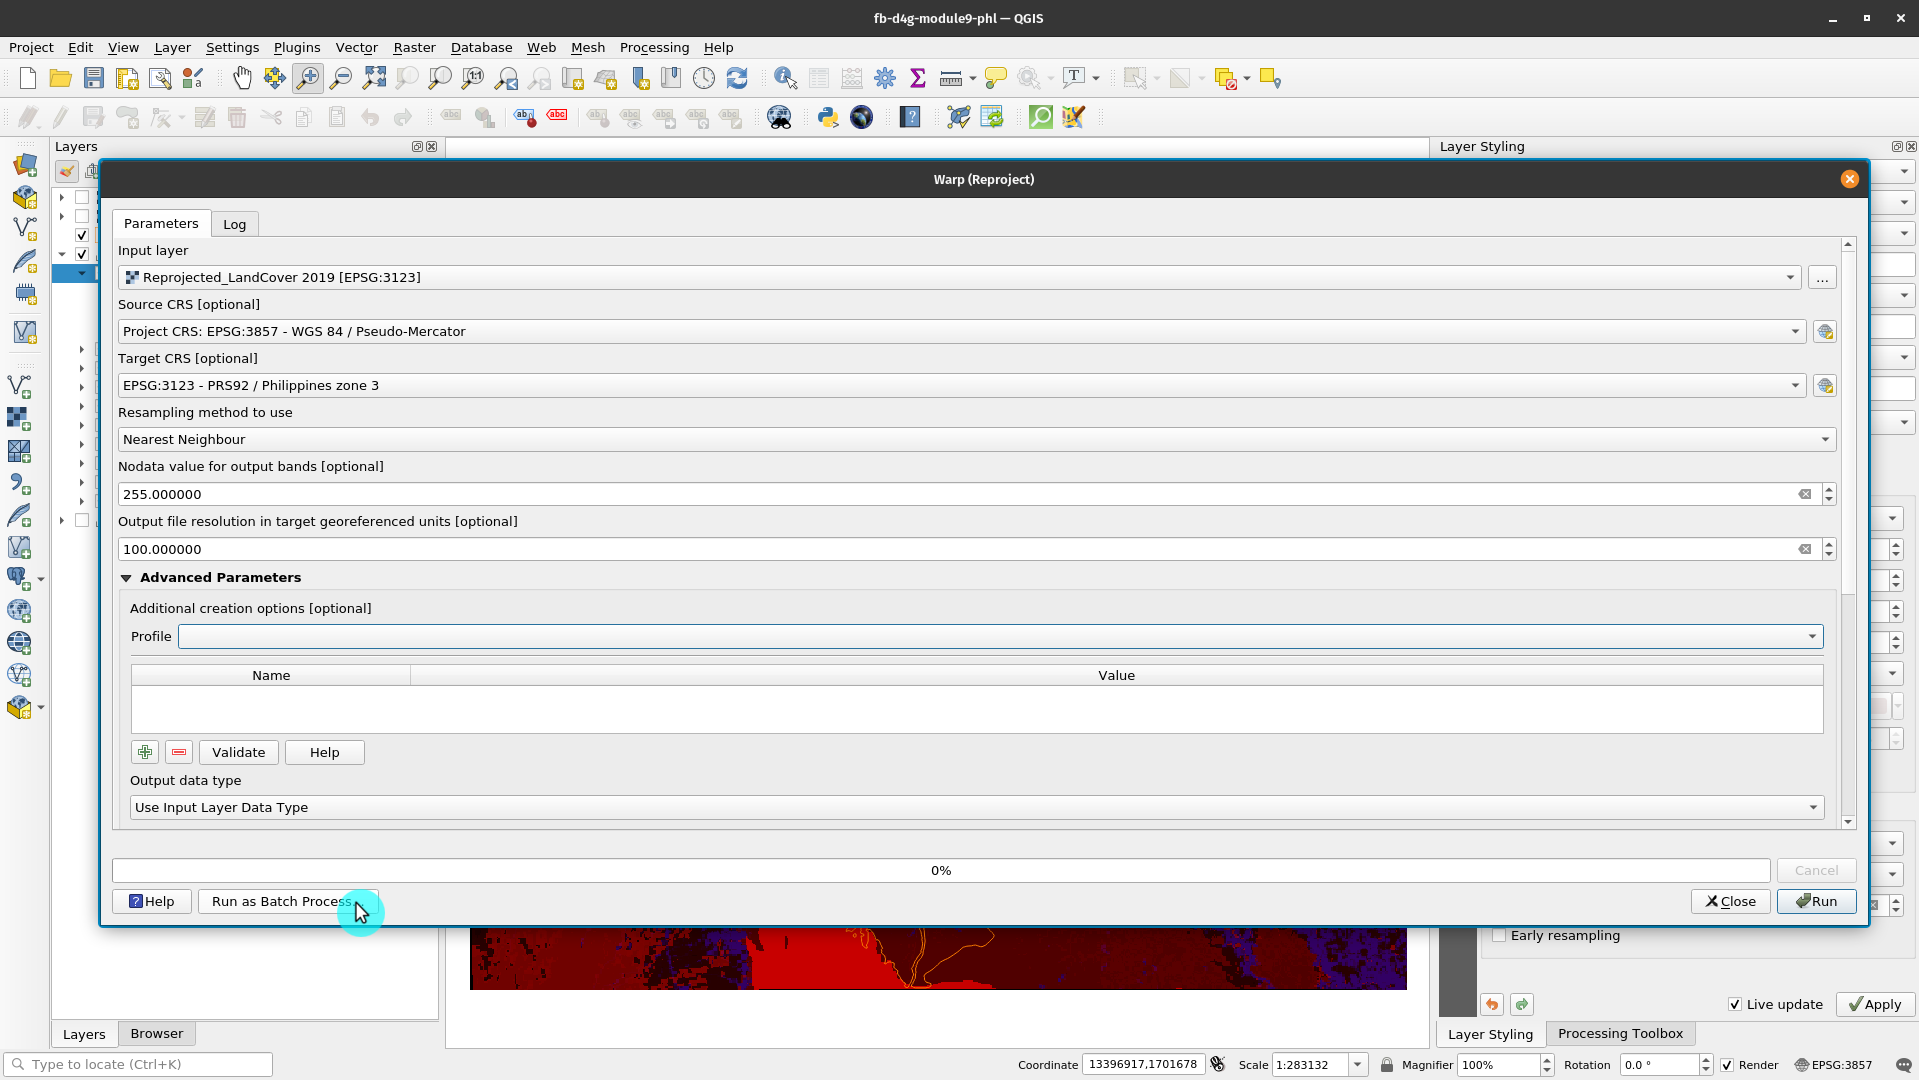 fb-d4g-module9-phl — QGIS
Project Edit View Layer Settings Plugins Vector Raster Database Web Mesh Processing Help
Layers
Layer Styling
Warp (Reproject)
Parameters Log
Input layer
Reprojected_LandCover 2019 [EPSG:3123]
...
Source CRS [optional]
Project CRS: EPSG:3857 - WGS 84 / Pseudo-Mercator
Target CRS [optional]
EPSG:3123 - PRS92 / Philippines zone 3
Resampling method to use
Nearest Neighbour
Nodata value for output bands [optional]
255.000000
Output file resolution in target georeferenced units [optional]
100.000000
Advanced Parameters
Additional creation options [optional]
Profile
Name Value
Validate Help
Output data type
Use Input Layer Data Type
0%
Cancel
Help Run as Batch Process
Close Run
Early resampling
Live update Apply
Layers Browser
Layer Styling Processing Toolbox
Type to locate (Ctrl+K)
Coordinate 13396917,1701678 Scale 1:283132 Magnifier 100% Rotation 0.0 ° Render EPSG:3857